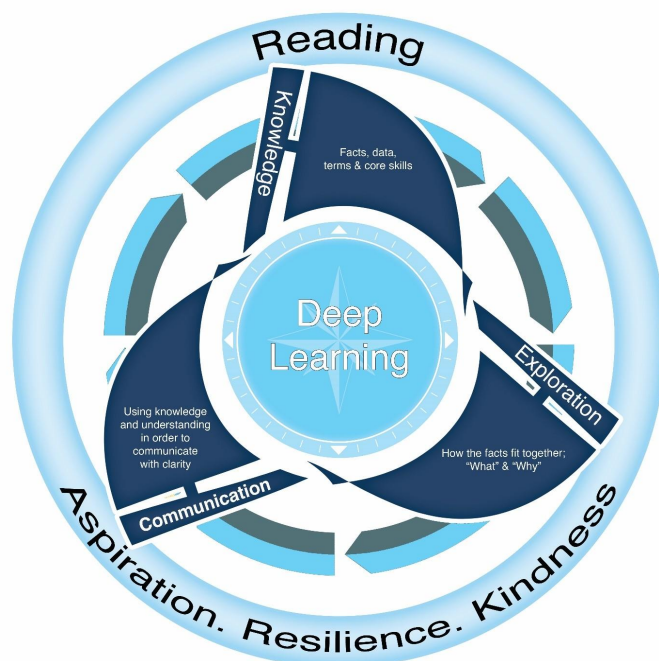 Reading
Knowledge
Facts, data,
terms & core skills
Deep
Learning
Exploration
How the facts fit together;
"What" & "Why"
Using knowledge
and understanding
in order to
communicate
with clarity
Communication
Aspiration. Resilience. Kindness